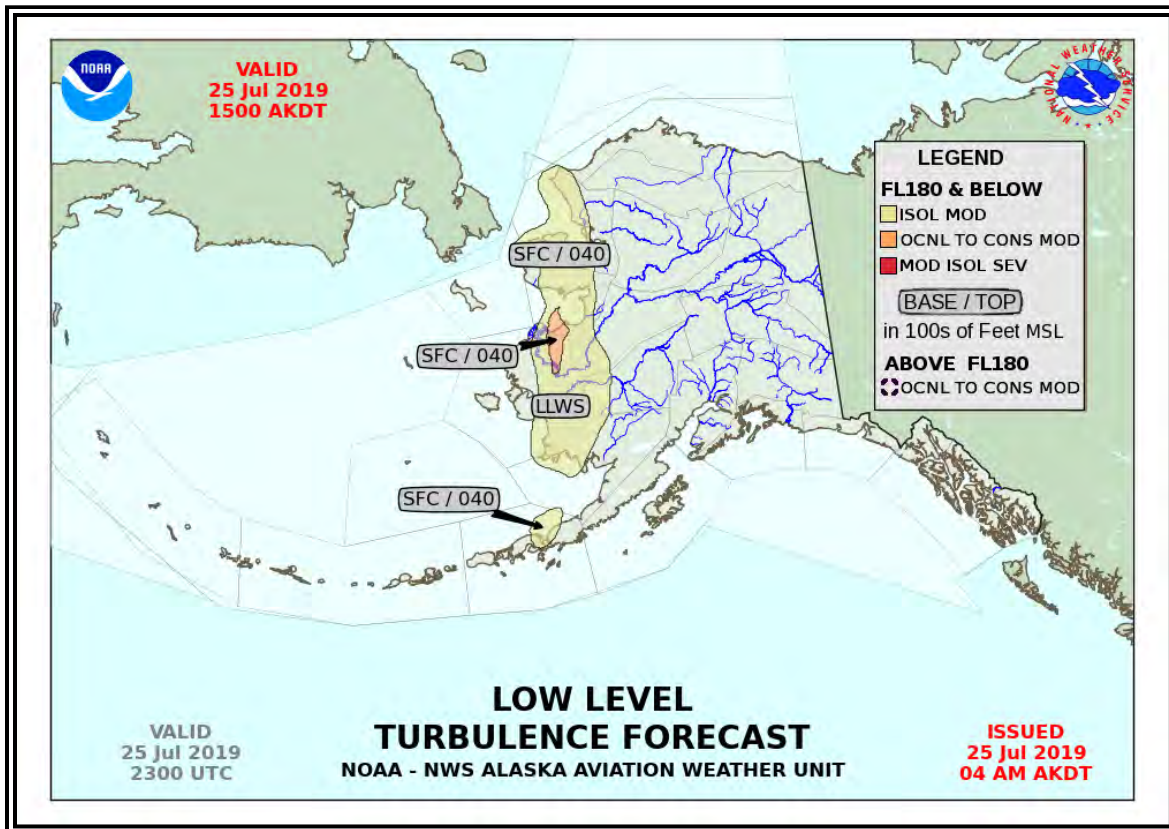 NOAA
VALID
25 Jul 2019
1500 AKDT
NATIONAL WEATHER SERVICE
LEGEND
FL180 & BELOW
ISOL MOD
OCNL TO CONS MOD
MOD ISOL SEV
BASE / TOP
in 100s of Feet MSL
ABOVE FL180
OCNL TO CONS MOD
SFC / 040
SFC / 040
LLWS
SFC / 040
LOW LEVEL
TURBULENCE FORECAST
NOAA - NWS ALASKA AVIATION WEATHER UNIT
VALID
25 Jul 2019
2300 UTC
ISSUED
25 Jul 2019
04 AM AKDT